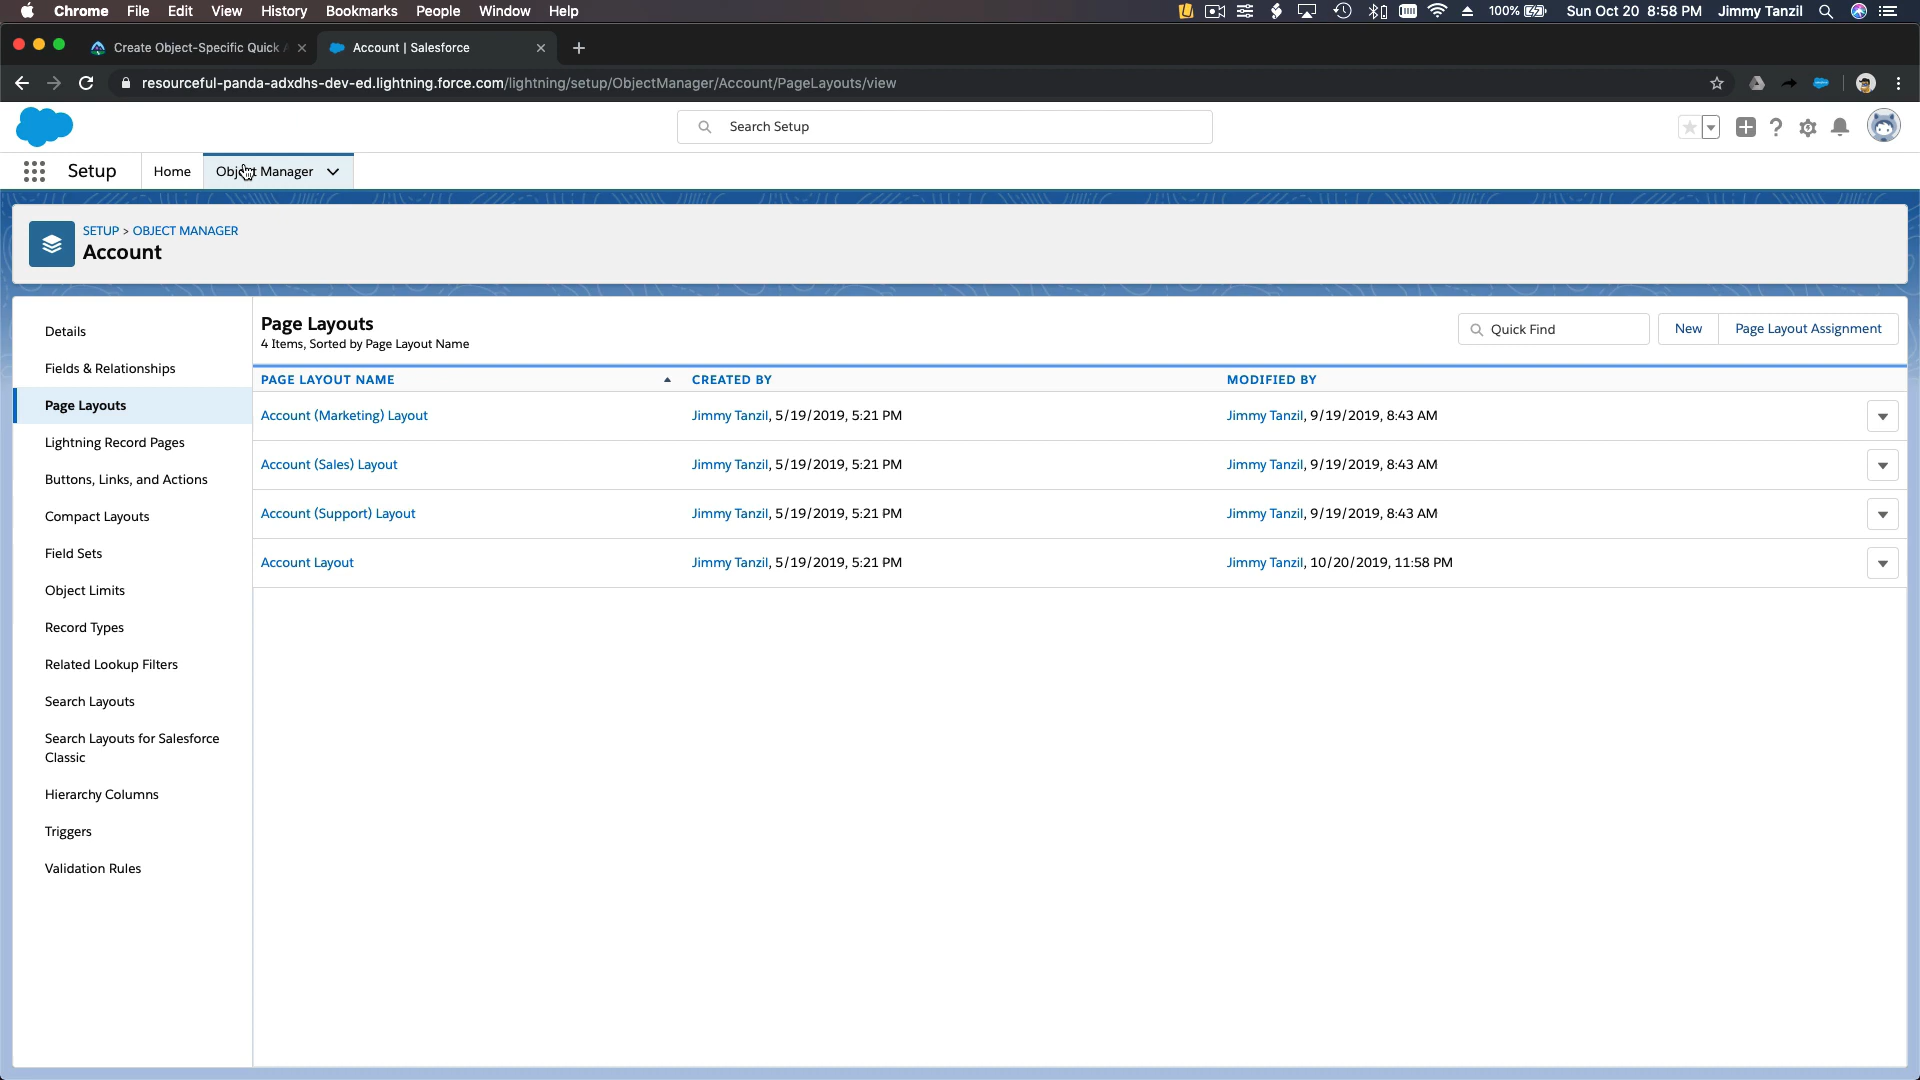 Chrome File Edit View History Bookmarks People Window Help 100% Sun Oct 20 8:58 PM Jimmy Tanzil
Create Object-Specific Quick Account | Salesforce
resourceful-panda-adxdhs-dev-ed.lightning.force.com/lightning/setup/ObjectManager/Account/PageLayouts/view
Search Setup
Setup Home Object Manager
SETUP > OBJECT MANAGER
Account
Details
Fields & Relationships
Page Layouts
Lightning Record Pages
Buttons, Links, and Actions
Compact Layouts
Field Sets
Object Limits
Record Types
Related Lookup Filters
Search Layouts
Search Layouts for Salesforce
Classic
Hierarchy Columns
Triggers
Validation Rules
Page Layouts
4 Items, Sorted by Page Layout Name
Quick Find New Page Layout Assignment
PAGE LAYOUT NAME CREATED BY MODIFIED BY
Account (Marketing) Layout Jimmy Tanzil, 5/19/2019, 5:21 PM Jimmy Tanzil, 9/19/2019, 8:43 AM
Account (Sales) Layout Jimmy Tanzil, 5/19/2019, 5:21 PM Jimmy Tanzil, 9/19/2019, 8:43 AM
Account (Support) Layout Jimmy Tanzil, 5/19/2019, 5:21 PM Jimmy Tanzil, 9/19/2019, 8:43 AM
Account Layout Jimmy Tanzil, 5/19/2019, 5:21 PM Jimmy Tanzil, 10/20/2019, 11:58 PM